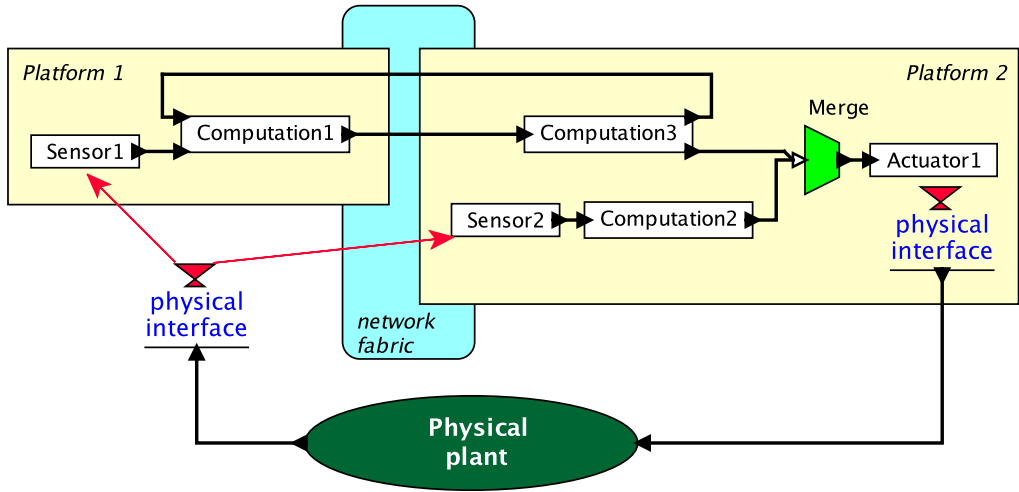 Platform 1
Platform 2
Merge
Computation1
Computation3
Sensor1
Actuator1
Sensor2
Computation2
physical
interface
physical
interface
network
fabric
Physical
plant